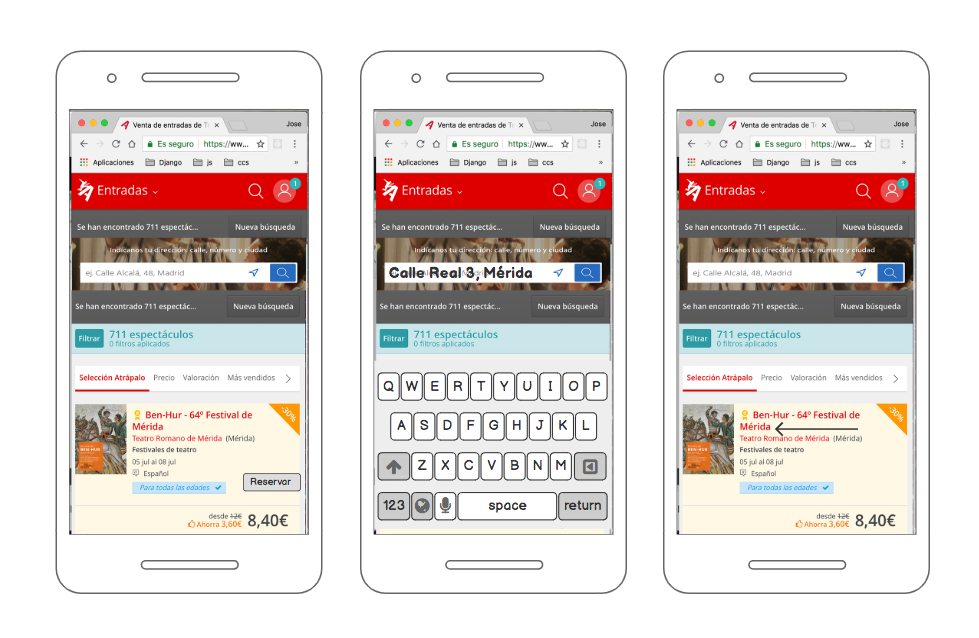 Venta de entradas de T
Jose
Es seguro
https://ww...
Aplicaciones
Django
js
ccs
»
Entradas
1
Se han encontrado 711 espectác...
Nueva búsqueda
Indícanos tu dirección: calle, número y ciudad
ej. Calle Alcalá, 48, Madrid
Se han encontrado 711 espectác...
Nueva búsqueda
Filtrar
711 espectáculos
0 filtros aplicados
Selección Atrápalo
Precio
Valoración
Más vendidos
-30%
Ben-Hur - 64º Festival de
Mérida
Teatro Romano de Mérida (Mérida)
Festivales de teatro
05 jul al 08 jul
Español
Reservar
Para todas las edades
BEN-HUR
desde 12€
Ahorra 3,60€
8,40€
Venta de entradas de T
Jose
Es seguro
https://ww...
Aplicaciones
Django
js
ccs
»
Entradas
1
Se han encontrado 711 espectác...
Nueva búsqueda
Indícanos tu dirección: calle, número y ciudad
Calle Real 3, Mérida
Se han encontrado 711 espectác...
Nueva búsqueda
Filtrar
711 espectáculos
0 filtros aplicados
Q W E R T Y U I O P
A S D F G H J K L
Z X C V B N M
123
space
return
Venta de entradas de T
Jose
Es seguro
https://ww...
Aplicaciones
Django
js
ccs
»
Entradas
1
Se han encontrado 711 espectác...
Nueva búsqueda
Indícanos tu dirección: calle, número y ciudad
ej. Calle Alcalá, 48, Madrid
Se han encontrado 711 espectác...
Nueva búsqueda
Filtrar
711 espectáculos
0 filtros aplicados
Selección Atrápalo
Precio
Valoración
Más vendidos
-30%
Ben-Hur - 64º Festival de
Mérida
Teatro Romano de Mérida (Mérida)
Festivales de teatro
05 jul al 08 jul
Español
Para todas las edades
BEN-HUR
desde 12€
Ahorra 3,60€
8,40€